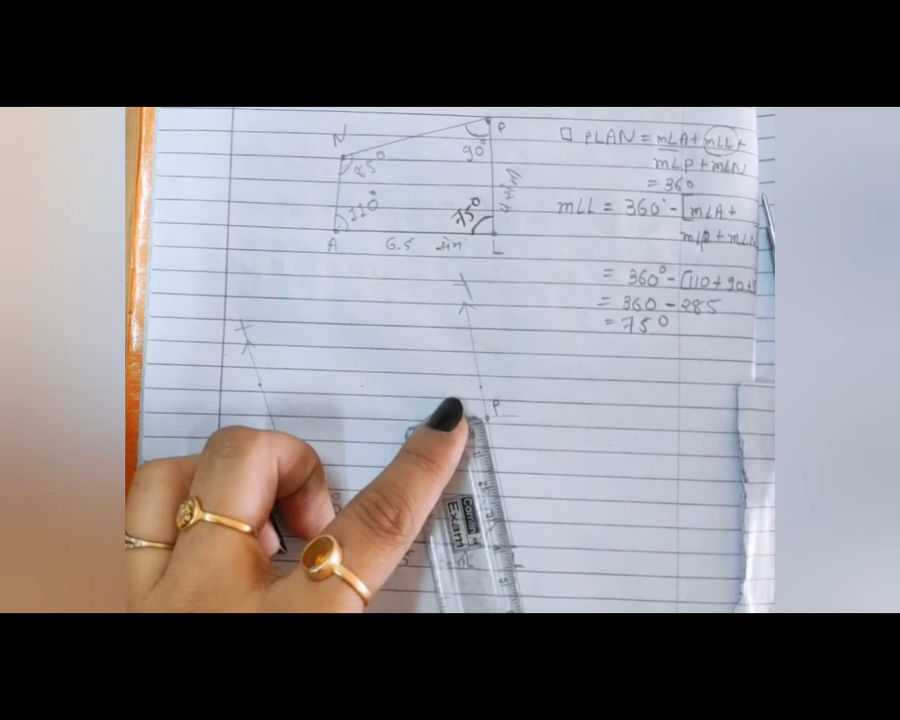 N
P
85°
90°
110°
75°
A
6.5 सेमी
L
□ PLAN = m∠A + m∠L +
m∠P + m∠N
= 360
m∠L = 360° - [m∠A +
m∠P + m∠
= 360° - [110 + 90 +
= 360 - 285
= 75°
P
Camlin
Exam